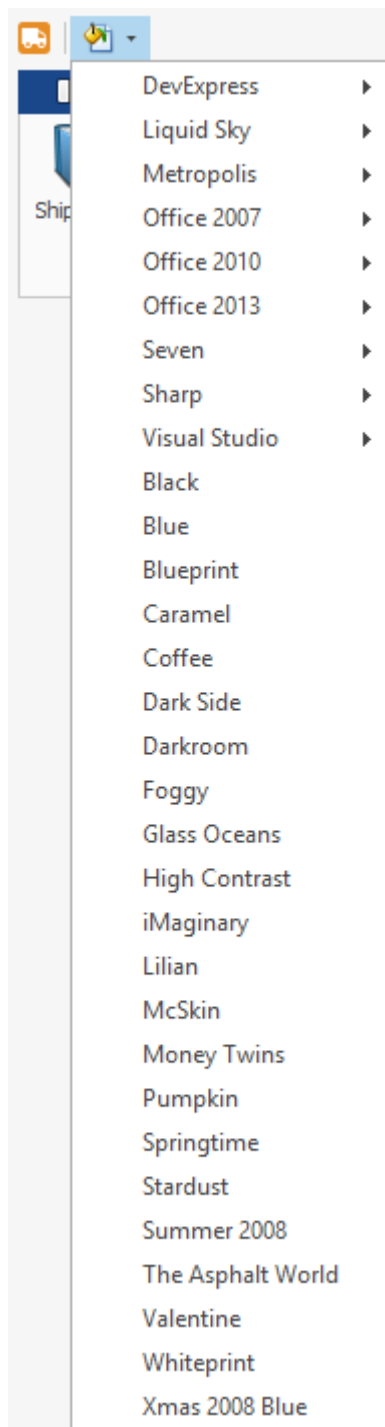 DevExpress
Liquid Sky
Metropolis
Ship
Office 2007
Office 2010
Office 2013
Seven
Sharp
Visual Studio
Black
Blue
Blueprint
Caramel
Coffee
Dark Side
Darkroom
Foggy
Glass Oceans
High Contrast
iMaginary
Lilian
McSkin
Money Twins
Pumpkin
Springtime
Stardust
Summer 2008
The Asphalt World
Valentine
Whiteprint
Xmas 2008 Blue